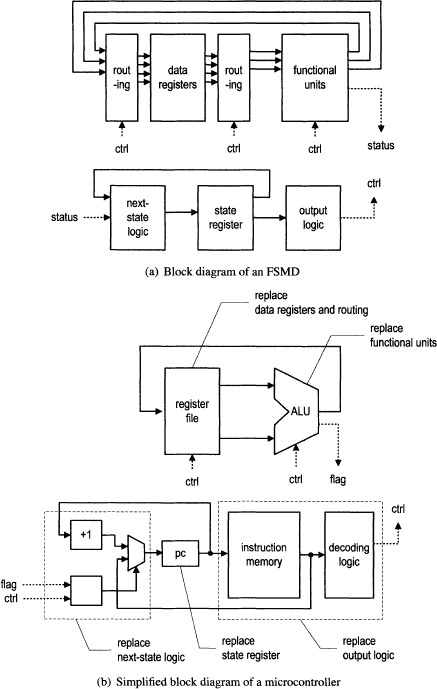 rout
-ing
data
registers
rout
-ing
functional
units
ctrl
ctrl
ctrl
status
ctrl
status
next-
state
logic
state
register
output
logic
(a) Block diagram of an FSMD
replace
data registers and routing
replace
functional units
register
file
ALU
ctrl
ctrl
flag
ctrl
+1
pc
instruction
memory
decoding
logic
flag
ctrl
replace
next-state logic
replace
state register
replace
output logic
(b) Simplified block diagram of a microcontroller